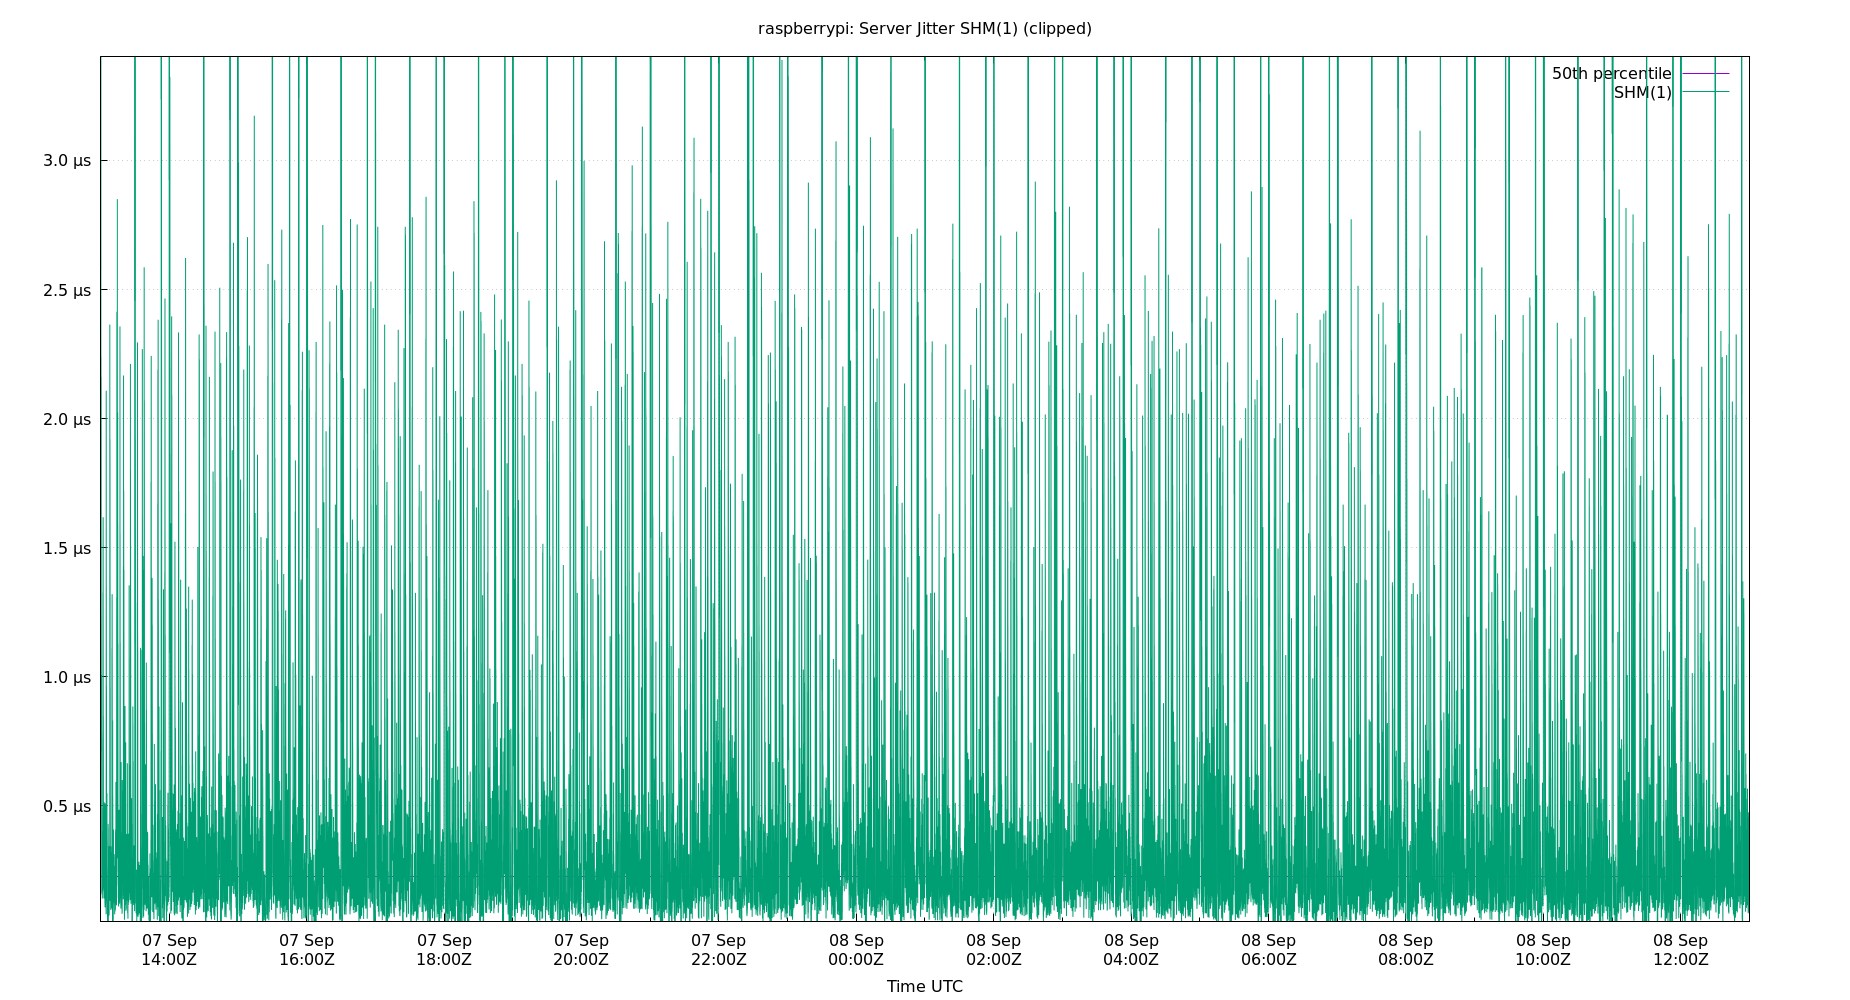 raspberrypi: Server Jitter SHM(1) (clipped)
50th percentile
SHM(1)
3.0 µs
2.5 µs
2.0 µs
1.5 µs
1.0 µs
0.5 µs
07 Sep 07 Sep 07 Sep 07 Sep 07 Sep 08 Sep 08 Sep 08 Sep 08 Sep 08 Sep 08 Sep 08 Sep
14:00Z 16:00Z 18:00Z 20:00Z 22:00Z 00:00Z 02:00Z 04:00Z 06:00Z 08:00Z 10:00Z 12:00Z
Time UTC